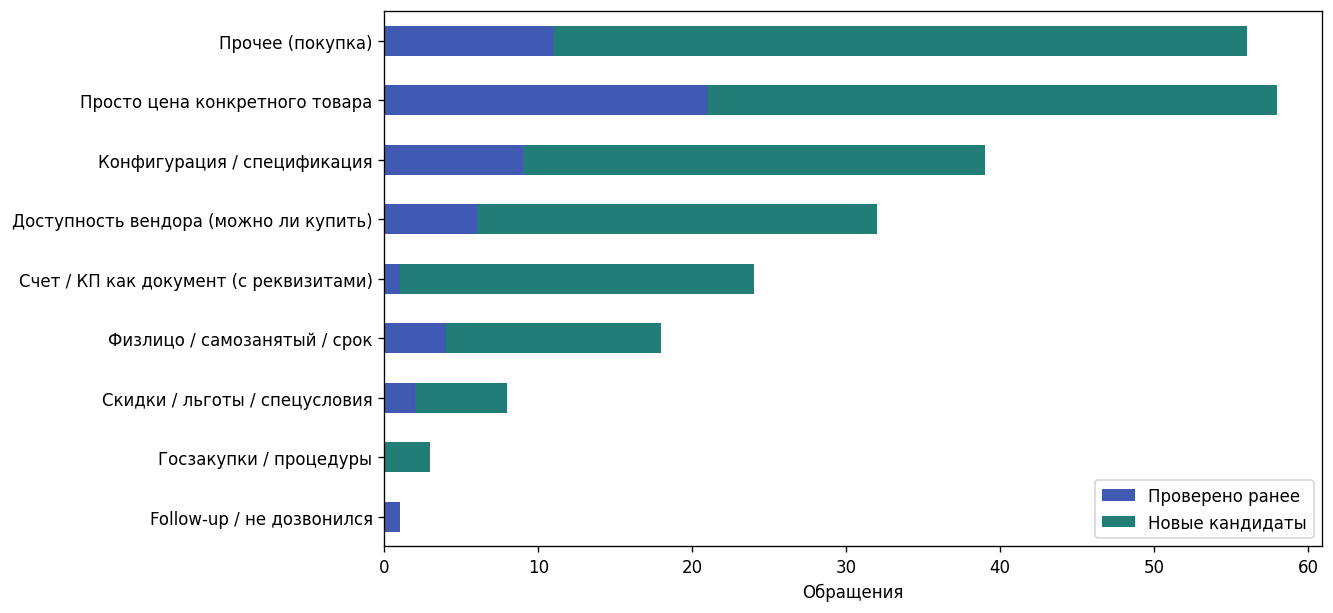 Прочее (покупка)
Просто цена конкретного товара
Конфигурация / спецификация
Доступность вендора (можно ли купить)
Счет / КП как документ (с реквизитами)
Физлицо / самозанятый / срок
Скидки / льготы / спецусловия
Госзакупки / процедуры
Follow-up / не дозвонился
Проверено ранее
Новые кандидаты
0 10 20 30 40 50 60
Обращения